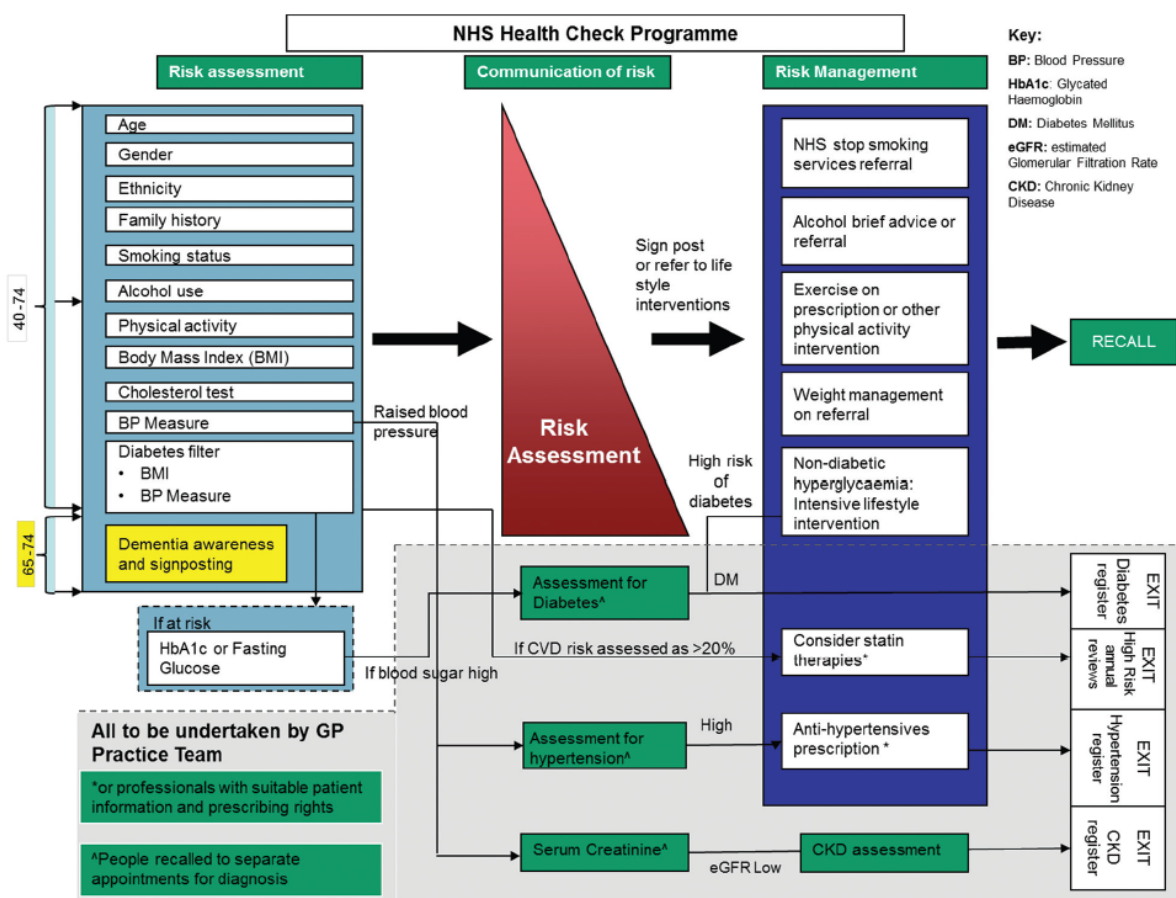 NHS Health Check Programme
Risk assessment
Communication of risk
Risk Management
Key:
BP: Blood Pressure
HbA1c: Glycated
Haemoglobin
DM: Diabetes Mellitus
eGFR: estimated
Glomerular Filtration Rate
CKD: Chronic Kidney
Disease
40-74
65-74
Age
Gender
Ethnicity
Family history
Smoking status
Alcohol use
Physical activity
Body Mass Index (BMI)
Cholesterol test
BP Measure
Diabetes filter
• BMI
• BP Measure
Dementia awareness
and signposting
If at risk
HbA1c or Fasting
Glucose
Raised blood
pressure
If blood sugar high
Risk
Assessment
Sign post
or refer to life
style
interventions
High risk
of
diabetes
NHS stop smoking
services referral
Alcohol brief advice or
referral
Exercise on
prescription or other
physical activity
intervention
Weight management
on referral
Non-diabetic
hyperglycaemia:
Intensive lifestyle
intervention
RECALL
Assessment for
Diabetes^
DM
If CVD risk assessed as >20%
Consider statin
therapies*
Assessment for
hypertension^
High
Anti-hypertensives
prescription *
Serum Creatinine^
eGFR Low
CKD assessment
EXIT
Diabetes
register
EXIT
High Risk
annual
reviews
EXIT
Hypertension
register
EXIT
CKD
register
All to be undertaken by GP
Practice Team
*or professionals with suitable patient
information and prescribing rights
^People recalled to separate
appointments for diagnosis